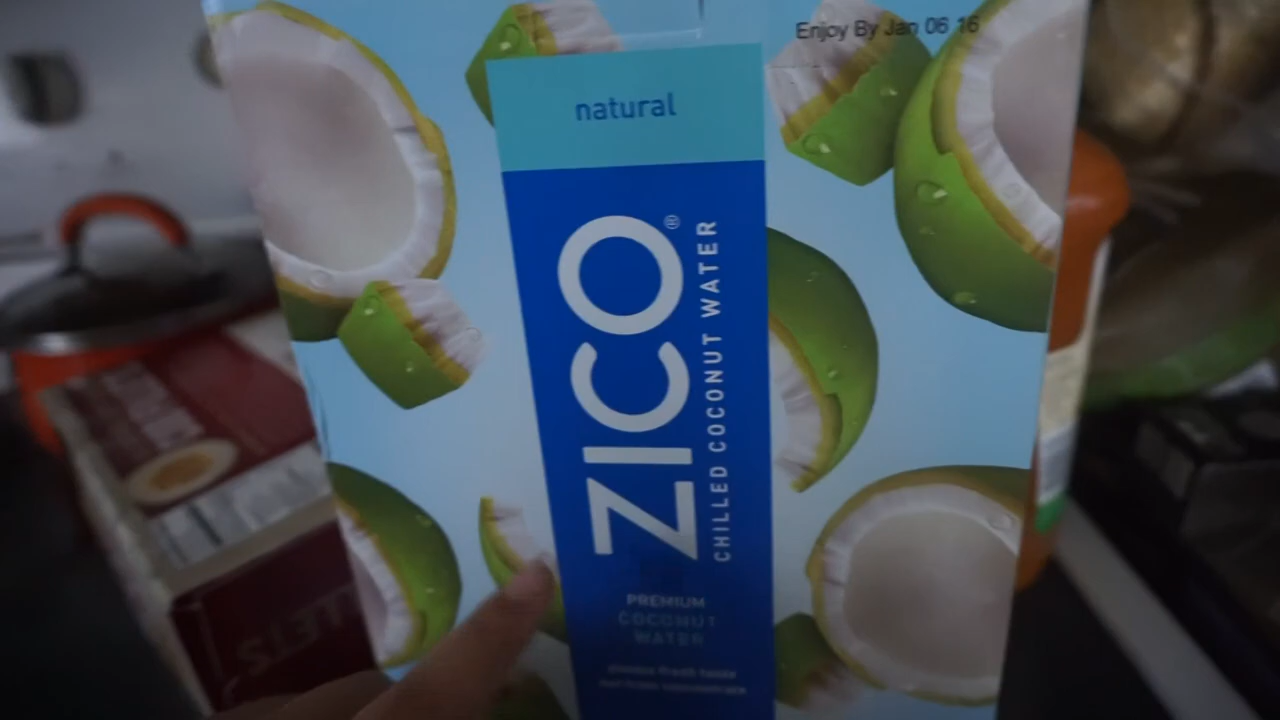 Enjoy By Jan 06 16
natural
ZICO®
CHILLED COCONUT WATER
PREMIUM
COCONUT
WATER